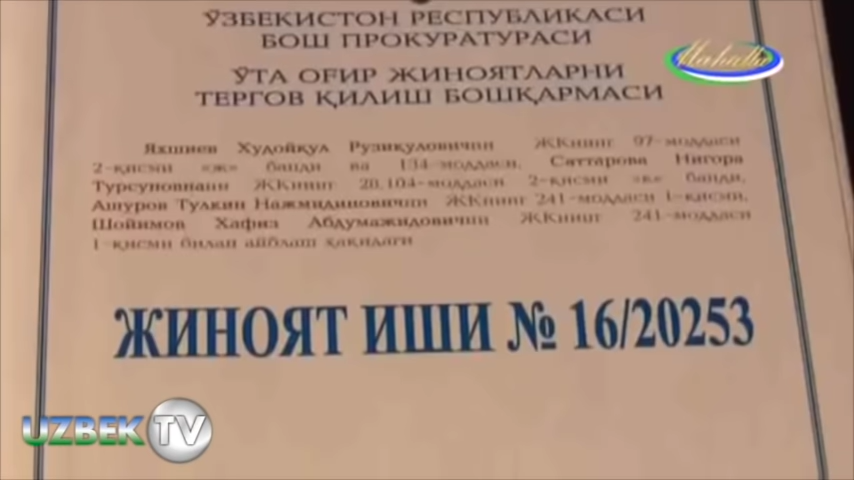 ЎЗБЕКИСТОН РЕСПУБЛИКАСИ
БОШ ПРОКУРАТУРАСИ
Mahalla
ЎТА ОҒИР ЖИНОЯТЛАРНИ
ТЕРГОВ ҚИЛИШ БОШҚАРМАСИ
Яхшиев Худойқул Рузиқуловични ЖКнинг 97-моддаси
2-қисми «ж» банди ва 134-моддаси, Саттарова Нигора
Турсуновнани ЖКнинг 28,104-моддаси 2-қисми «к» банди,
Ашуров Тулкин Нажмидиновични ЖКнинг 241-моддаси 1-қисми,
Шойимов Хафиз Абдумажидовични ЖКнинг 241-моддаси
1-қисми билан айблаш ҳақидаги
ЖИНОЯТ ИШИ № 16/20253
UZBEK TV